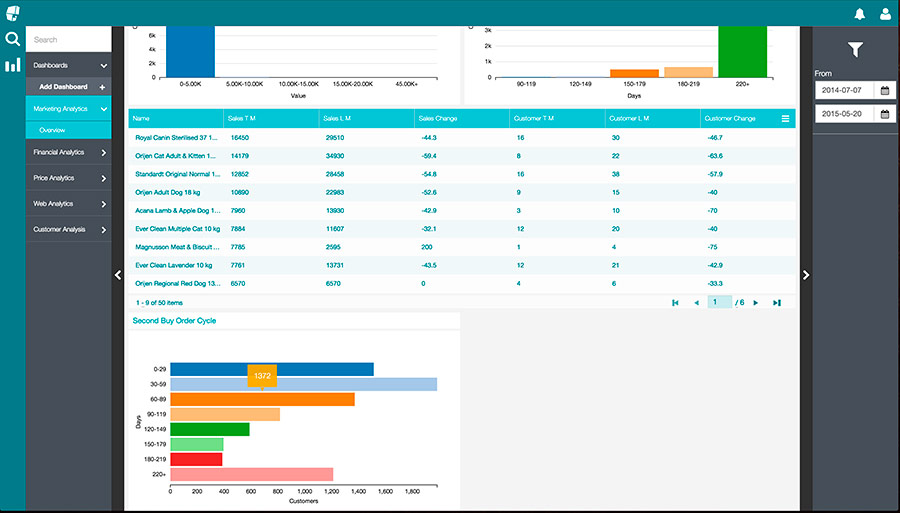 Search
Dashboards
Add Dashboard +
Marketing Analytics
Overview
Financial Analytics
Price Analytics
Web Analytics
Customer Analysis
6k
4k
2k
0
0-5.00K 5.00K-10.00K 10.00K-15.00K 15.00K-20.00K 45.00K+
Value
3k
2k
1k
0
90-119 120-149 150-179 180-219 220+
Days
Name Sales T M Sales L M Sales Change Customer T M Customer L M Customer Change
Royal Canin Sterilised 37 1... 16450 29510 -44.3 16 30 -46.7
Orijen Cat Adult & Kitten 1... 14179 34930 -59.4 8 22 -63.6
Standardt Original Normal 1... 12852 28458 -54.8 16 38 -57.9
Orijen Adult Dog 18 kg 10890 22983 -52.6 9 15 -40
Acana Lamb & Apple Dog 1... 7960 13930 -42.9 3 10 -70
Ever Clean Multiple Cat 10 kg 7884 11607 -32.1 12 20 -40
Magnusson Meat & Biscuit ... 7785 2595 200 1 4 -75
Ever Clean Lavender 10 kg 7761 13731 -43.5 12 21 -42.9
Orijen Regional Red Dog 13... 6570 6570 0 4 6 -33.3
1 - 9 of 50 items 1 / 6
Second Buy Order Cycle
Days
0-29
1372
30-59
60-89
90-119
120-149
150-179
180-219
220+
0 200 400 600 800 1,000 1,200 1,400 1,600 1,800
Customers
From
2014-07-07
2015-05-20